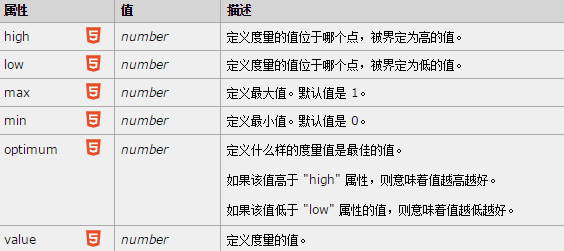 属性 值 描述
high 5 number 定义度量的值位于哪个点，被界定为高的值。
low 5 number 定义度量的值位于哪个点，被界定为低的值。
max 5 number 定义最大值。默认值是 1。
min 5 number 定义最小值。默认值是 0。
optimum 5 number 定义什么样的度量值是最佳的值。
如果该值高于 "high" 属性，则意味着值越高越好。
如果该值低于 "low" 属性的值，则意味着值越低越好。
value 5 number 定义度量的值。